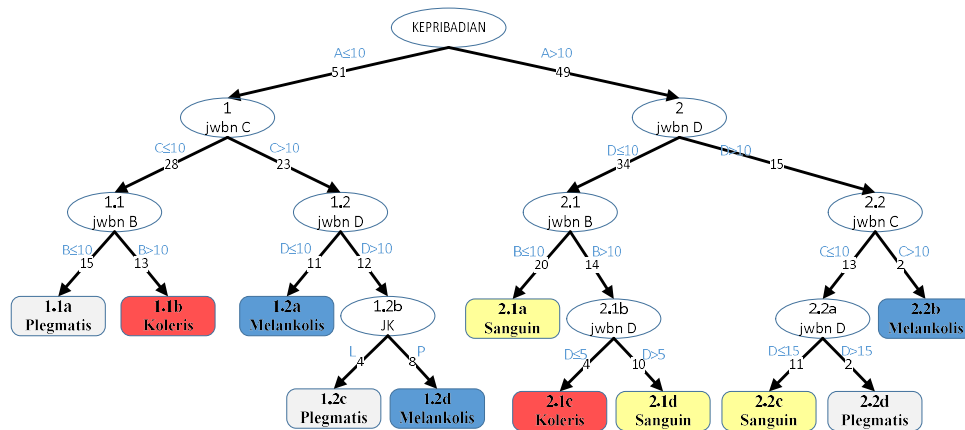 KEPRIBADIAN
A≤10
A>10
51
49
1
jwbn C
2
jwbn D
C≤10
C>10
D≤10
D>10
28
23
34
15
1.1
jwbn B
1.2
jwbn D
2.1
jwbn B
2.2
jwbn C
B≤10
B>10
D≤10
D>10
B≤10
B>10
C≤10
C>10
15
13
11
12
20
14
13
2
1.1a
Plegmatis
1.1b
Koleris
1.2a
Melankolis
1.2b
JK
2.1a
Sanguin
2.1b
jwbn D
2.2a
jwbn D
2.2b
Melankolis
L
P
D≤5
D>5
D≤15
D>15
4
8
4
10
11
2
1.2c
Plegmatis
1.2d
Melankolis
2.1c
Koleris
2.1d
Sanguin
2.2c
Sanguin
2.2d
Plegmatis